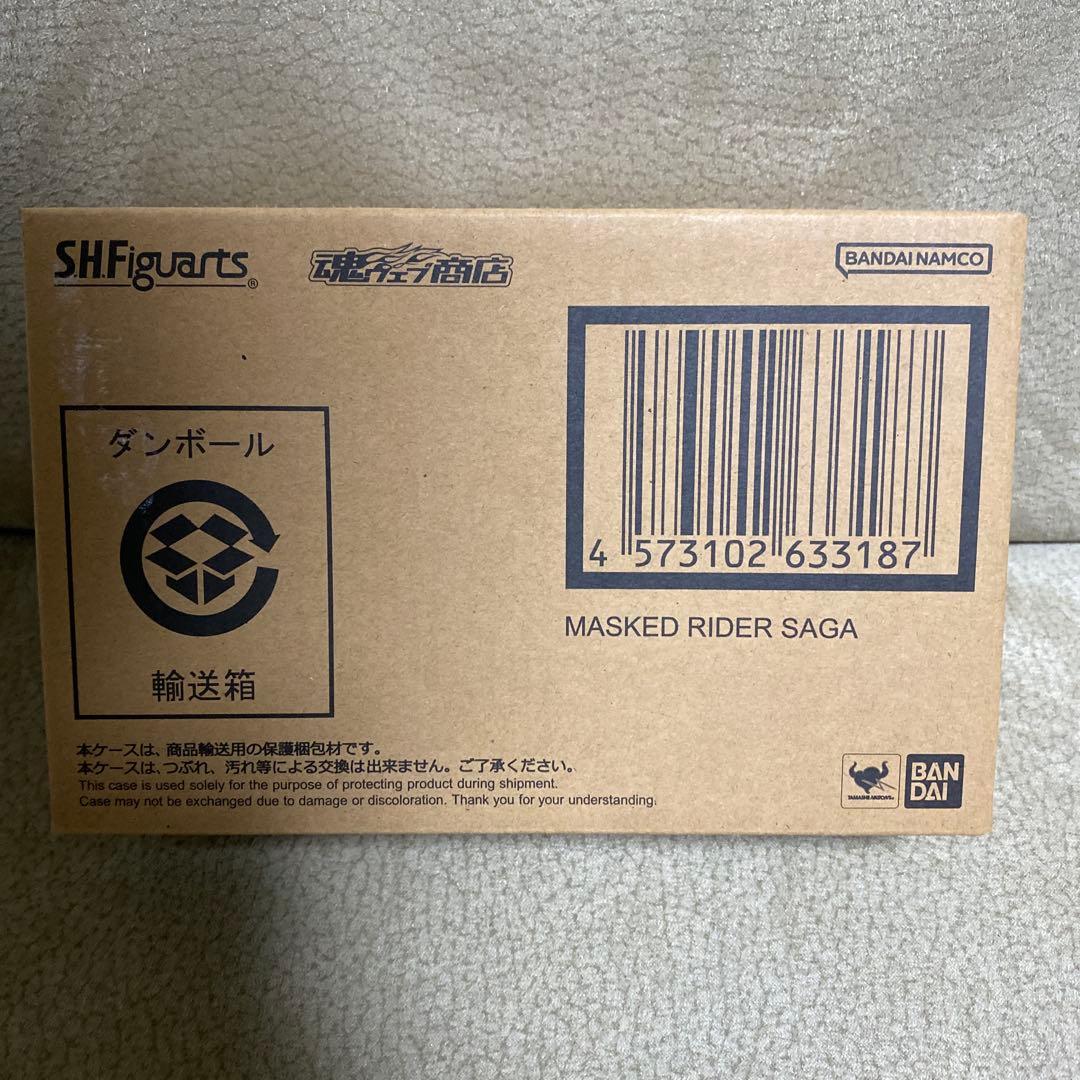 S.H.Figuarts®
魂ウェブ商店
BANDAI NAMCO
ダンボール
輸送箱
4 573102 633187
MASKED RIDER SAGA
本ケースは、商品輸送用の保護梱包材です。
本ケースは、つぶれ、汚れ等による交換は出来ません。ご了承ください。
This case is used solely for the purpose of protecting product during shipment.
Case may not be exchanged due to damage or discoloration. Thank you for your understanding.
TAMASHII NATIONS
BAN
DAI